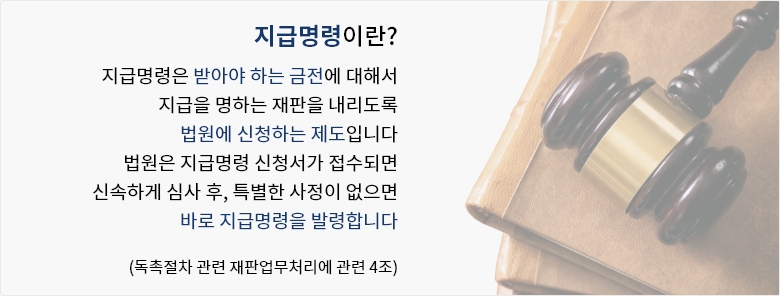 지급명령이란?
지급명령은 받아야 하는 금전에 대해서
지급을 명하는 재판을 내리도록
법원에 신청하는 제도입니다
법원은 지급명령 신청서가 접수되면
신속하게 심사 후, 특별한 사정이 없으면
바로 지급명령을 발령합니다
(독촉절차 관련 재판업무처리에 관련 4조)